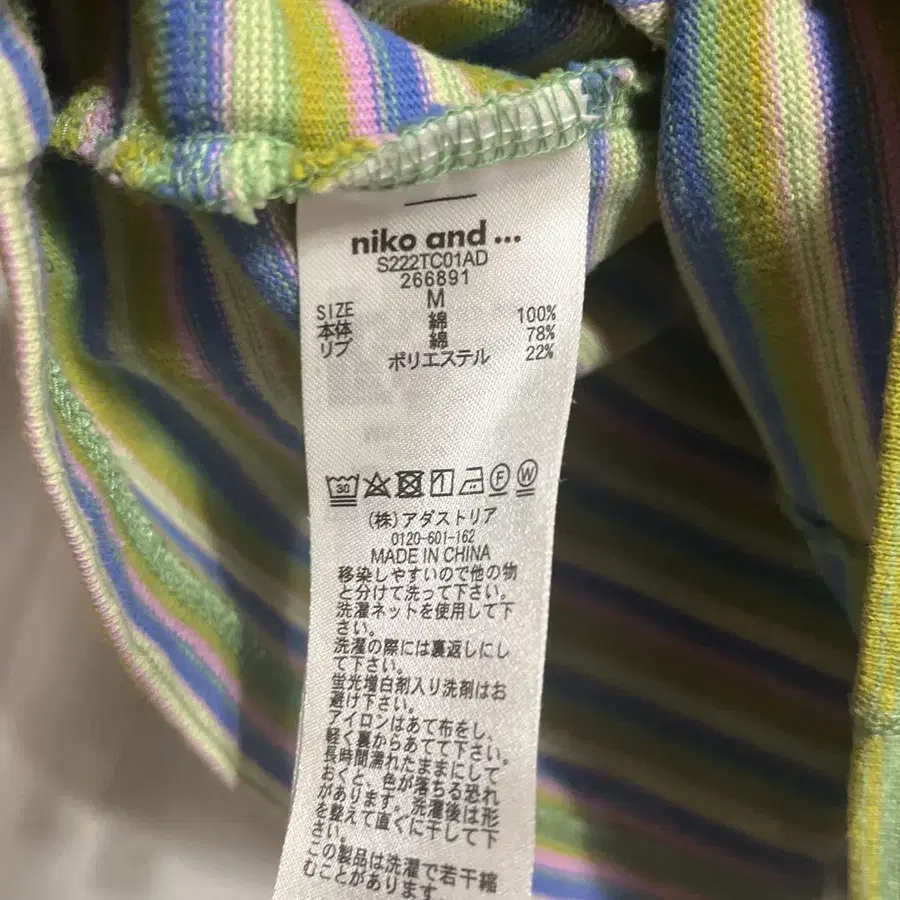 niko and ...
S222TC01AD
266891
SIZE M
本体 綿 100%
リブ 綿 78%
ポリエステル 22%
30 F W
(株)アダストリア
0120-601-162
MADE IN CHINA
移染しやすいので他の物
と分けて洗って下さい。
洗濯ネットを使用して下
さい。
洗濯の際には裏返しにし
て下さい。
蛍光増白剤入り洗剤はお
避け下さい。
アイロンはあて布をし、
軽く裏からあてて下さい。
長時間濡れたままにして
おくと、色が落ちる恐れ
があります。洗濯後は形
を整えて直ぐに干して下
さい。
この製品は洗濯で若干縮
むことがあります。